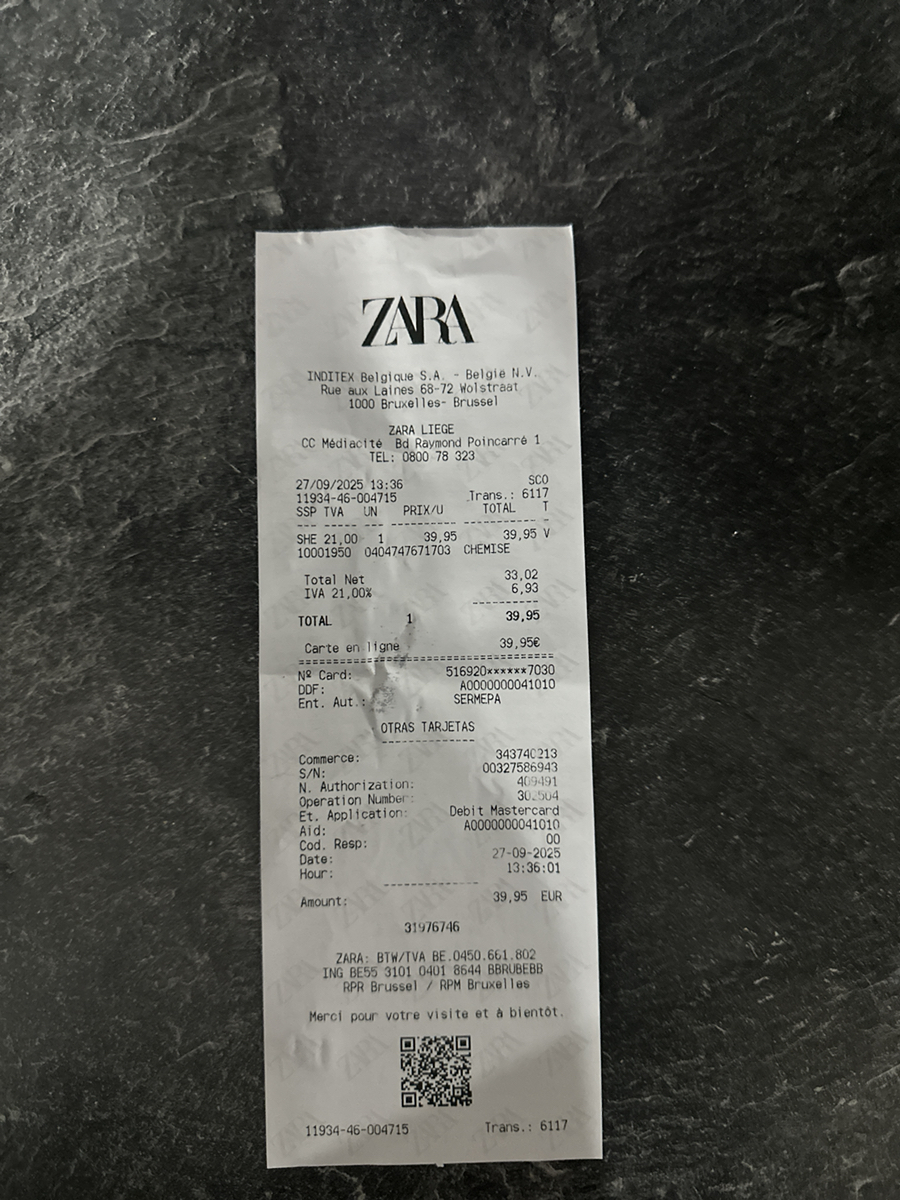 ZARA
INDITEX Belgique S.A. - België N.V.
Rue aux Laines 68-72 Wolstraat
1000 Bruxelles- Brussel
ZARA LIEGE
CC Médiacité Bd Raymond Poincarré 1
TEL: 0800 78 323
27/09/2025 13:36 SCO
11934-46-004715 Trans.: 6117
SSP TVA UN PRIX/U TOTAL T
SHE 21,00 1 39,95 39,95 V
10001950 0404747671703 CHEMISE
Total Net 33,02
IVA 21,00% 6,93
TOTAL 1 39,95
Carte en ligne 39,95€
Nº Card: 516920******7030
DDF: A0000000041010
Ent. Aut.: SERMEPA
OTRAS TARJETAS
Commerce: 343740213
S/N: 00327586943
N. Authorization: 409491
Operation Number:
Et. Application: Debit Mastercard
Aid: A0000000041010
Cod. Resp: 00
Date: 27-09-2025
Hour: 13:36:01
Amount: 39,95 EUR
31976746
ZARA: BTW/TVA BE.0450.661.802
ING BE55 3101 0401 8644 BBRUBEBB
RPR Brussel / RPM Bruxelles
Merci pour votre visite et à bientôt.
11934-46-004715 Trans.: 6117